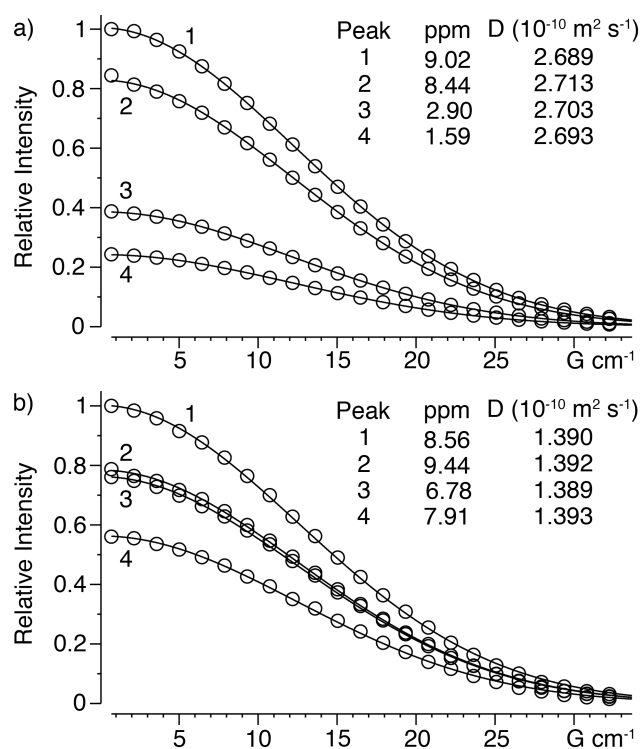 a)
Relative Intensity
1
0.8
0.6
0.4
0.2
0
1
2
3
4
Peak ppm D (10⁻¹⁰ m² s⁻¹)
1 9.02 2.689
2 8.44 2.713
3 2.90 2.703
4 1.59 2.693
5 10 15 20 25 G cm⁻¹
b)
Relative Intensity
1
0.8
0.6
0.4
0.2
0
1
2
3
4
Peak ppm D (10⁻¹⁰ m² s⁻¹)
1 8.56 1.390
2 9.44 1.392
3 6.78 1.389
4 7.91 1.393
5 10 15 20 25 G cm⁻¹